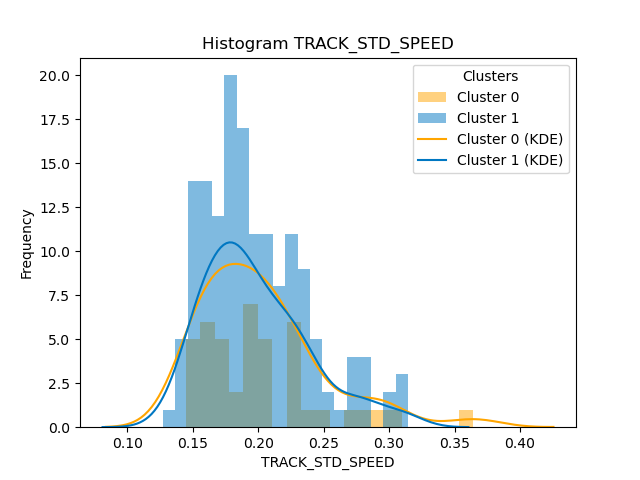 Histogram TRACK_STD_SPEED
Clusters
Cluster 0
Cluster 1
Cluster 0 (KDE)
Cluster 1 (KDE)
20.0
17.5
15.0
12.5
10.0
7.5
5.0
2.5
0.0
Frequency
0.10 0.15 0.20 0.25 0.30 0.35 0.40
TRACK_STD_SPEED